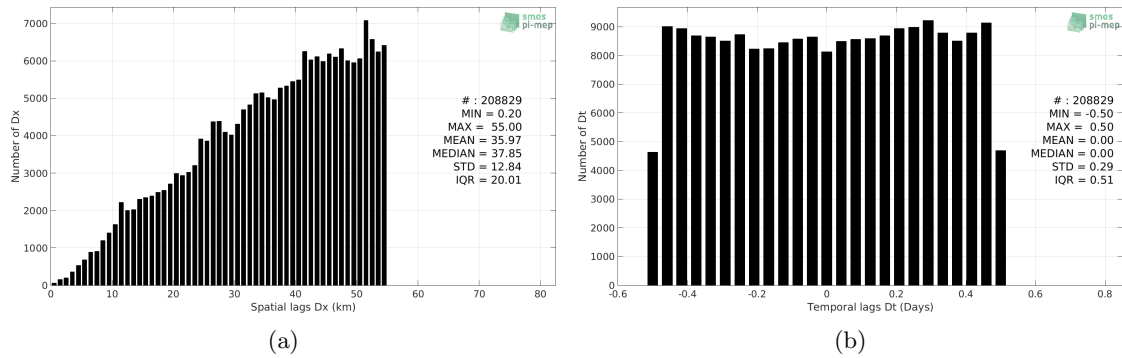 7000
6000
5000
4000
3000
2000
1000
0
Number of Dx
0 10 20 30 40 50 60 70 80
Spatial lags Dx (km)
smos
pi-mep
# : 208829
MIN = 0.20
MAX = 55.00
MEAN = 35.97
MEDIAN = 37.85
STD = 12.84
IQR = 20.01
(a)
9000
8000
7000
6000
5000
4000
3000
2000
1000
0
Number of Dt
-0.6 -0.4 -0.2 0 0.2 0.4 0.6 0.8
Temporal lags Dt (Days)
smos
pi-mep
# : 208829
MIN = -0.50
MAX = 0.50
MEAN = 0.00
MEDIAN = 0.00
STD = 0.29
IQR = 0.51
(b)